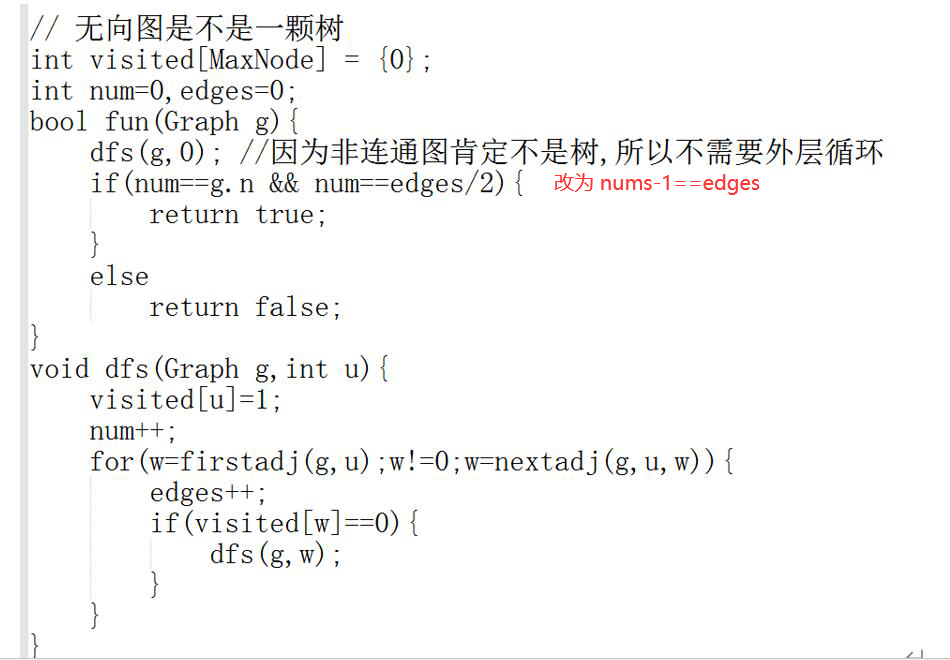 // 无向图是不是一颗树
int visited[MaxNode] = {0};
int num=0,edges=0;
bool fun(Graph g){
    dfs(g,0); //因为非连通图肯定不是树,所以不需要外层循环
    if(num==g.n && num==edges/2){ 改为 nums-1==edges
        return true;
    }
    else
        return false;
}
void dfs(Graph g,int u){
    visited[u]=1;
    num++;
    for(w=firstadj(g,u);w!=0;w=nextadj(g,u,w)){
        edges++;
        if(visited[w]==0){
            dfs(g,w);
        }
    }
}